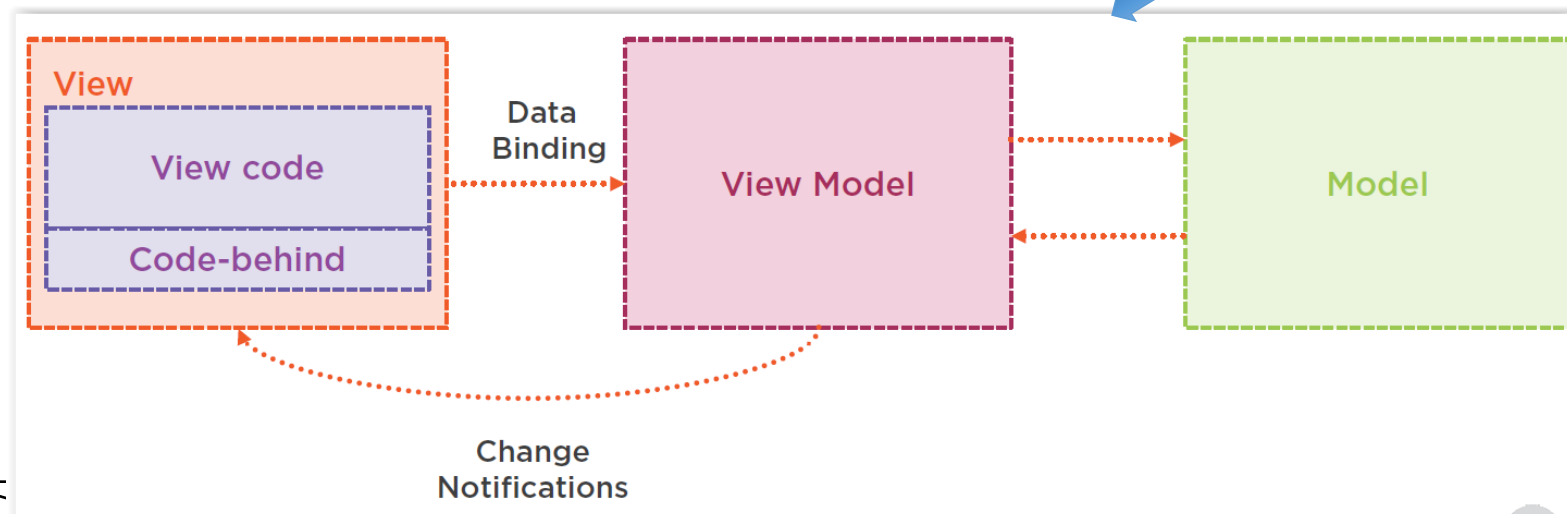 View
View code
Code-behind
Data
Binding
View Model
Model
Change
Notifications